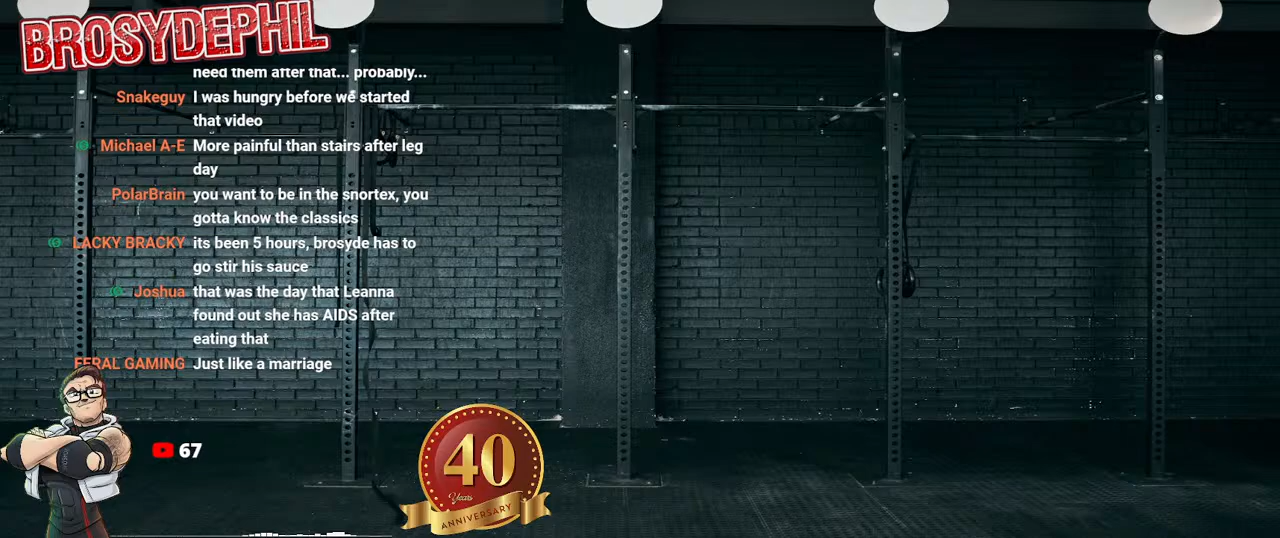 BROSYDEPHIL
need them after that... probably...
Snakeguy I was hungry before we started
that video
Michael A-E More painful than stairs after leg
day
PolarBrain you want to be in the snortex, you
gotta know the classics
LACKY BRACKY its been 5 hours, brosyde has to
go stir his sauce
Joshua that was the day that Leanna
found out she has AIDS after
eating that
FERAL GAMING Just like a marriage
67
40
Years
ANNIVERSARY